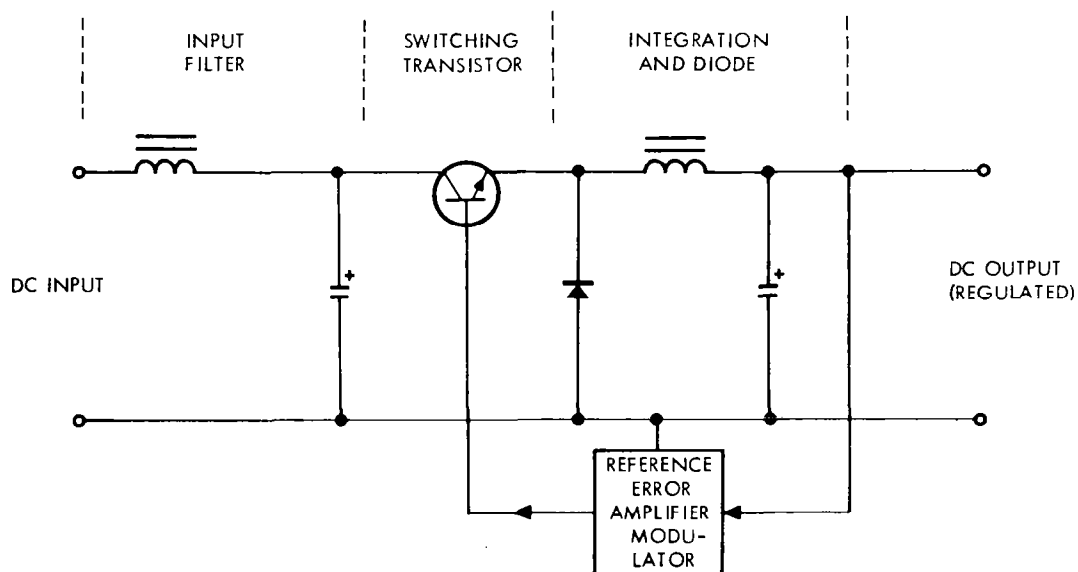 INPUT
FILTER
SWITCHING
TRANSISTOR
INTEGRATION
AND DIODE
DC INPUT
+
+
DC OUTPUT
(REGULATED)
REFERENCE
ERROR
AMPLIFIER
MODU-
LATOR